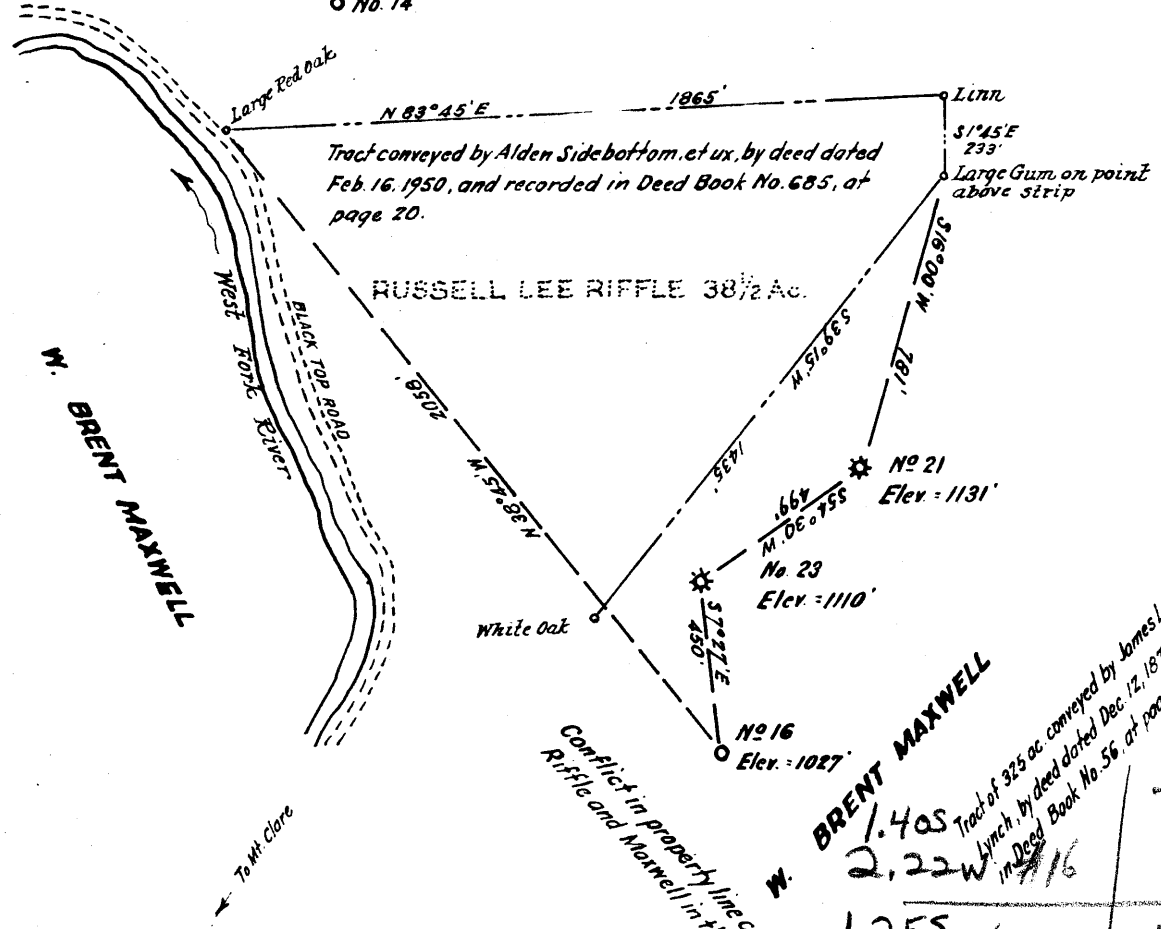 No. 14
Large Red Oak
N 83°45'E 1865'
Linn
S1°45'E
233'
Large Gum on point
above strip
Tract conveyed by Alden Sidebottom, et ux, by deed dated
Feb. 16, 1950, and recorded in Deed Book No. 685, at
page 20.
RUSSELL LEE RIFFLE 38½ Ac.
S16°00'W
781'
S39°15'W
1435'
West Fork River
BLACK TOP ROAD
W. BRENT MAXWELL
2058'
N 38°45'W
Nº 21
Elev. = 1131'
S54°30'W
499'
No. 23
Elev. = 1110'
White Oak
S7°27'E
450'
Nº 16
Elev. = 1027'
Conflict in property line
Riffle and Maxwell in
W. BRENT MAXWELL
Tract of 325 ac. conveyed by James
Lynch, by deed dated Dec. 12, 18
in Deed Book No. 56, at
1.40S
2.22W #16
1.25S
To Mt. Clare